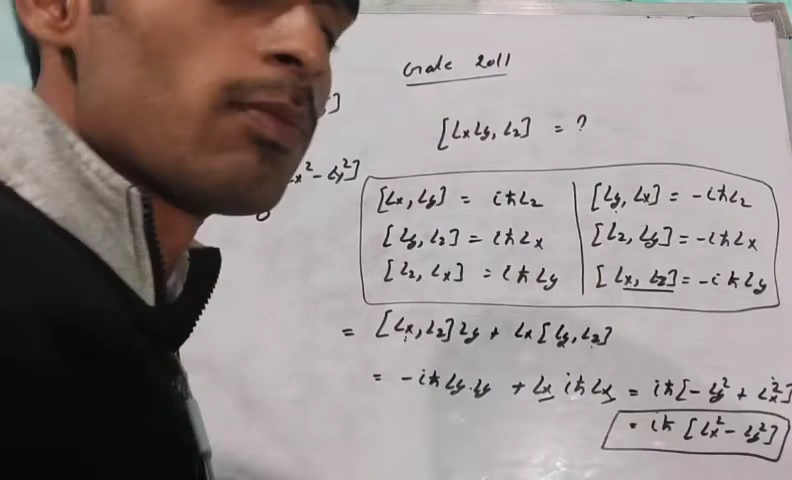 Gate 2011
[LxLy, Lz] = ?
]
x² - Ly²]
[Lx, Ly] = iħLz
[Ly, Lx] = -iħLz
[Ly, Lz] = iħLx
[Lz, Ly] = -iħLx
[Lz, Lx] = iħLy
[Lx, Lz] = -iħLy
= [Lx, Lz]Ly + Lx[Ly, Lz]
= -iħLy.Ly + Lx iħLx = iħ[-Ly² + Lx²]
= iħ[Lx² - Ly²]